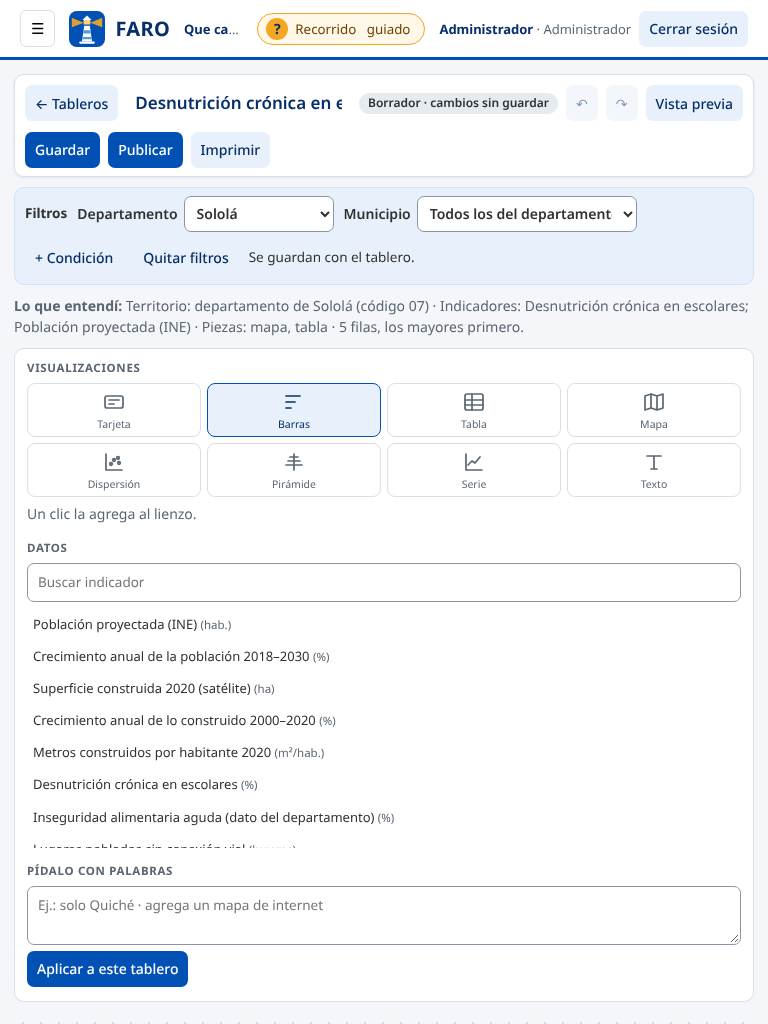 ☰ FARO Que ca... ? Recorrido guiado Administrador · Administrador Cerrar sesión
← Tableros Desnutrición crónica en Borrador · cambios sin guardar ↶ ↷ Vista previa
Guardar Publicar Imprimir
Filtros Departamento Sololá Municipio Todos los del departament
+ Condición Quitar filtros Se guardan con el tablero.
Lo que entendí: Territorio: departamento de Sololá (código 07) · Indicadores: Desnutrición crónica en escolares;
Población proyectada (INE) · Piezas: mapa, tabla · 5 filas, los mayores primero.
VISUALIZACIONES
Tarjeta Barras Tabla Mapa
Dispersión Pirámide Serie Texto
Un clic la agrega al lienzo.
DATOS
Buscar indicador
Población proyectada (INE) (hab.)
Crecimiento anual de la población 2018–2030 (%)
Superficie construida 2020 (satélite) (ha)
Crecimiento anual de lo construido 2000–2020 (%)
Metros construidos por habitante 2020 (m²/hab.)
Desnutrición crónica en escolares (%)
Inseguridad alimentaria aguda (dato del departamento) (%)
PÍDALO CON PALABRAS
Ej.: solo Quiché · agrega un mapa de internet
Aplicar a este tablero